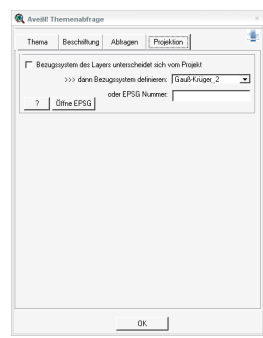 AveiN! Themenabfrage
Thema Beschriftung Abfragen Projektion
Bezugssystem des Layers unterscheidet sich vom Projekt
>>> dann Bezugssystem definieren: Gauß-Krüger_2
oder EPSG Nummer:
? Öffne EPSG
OK